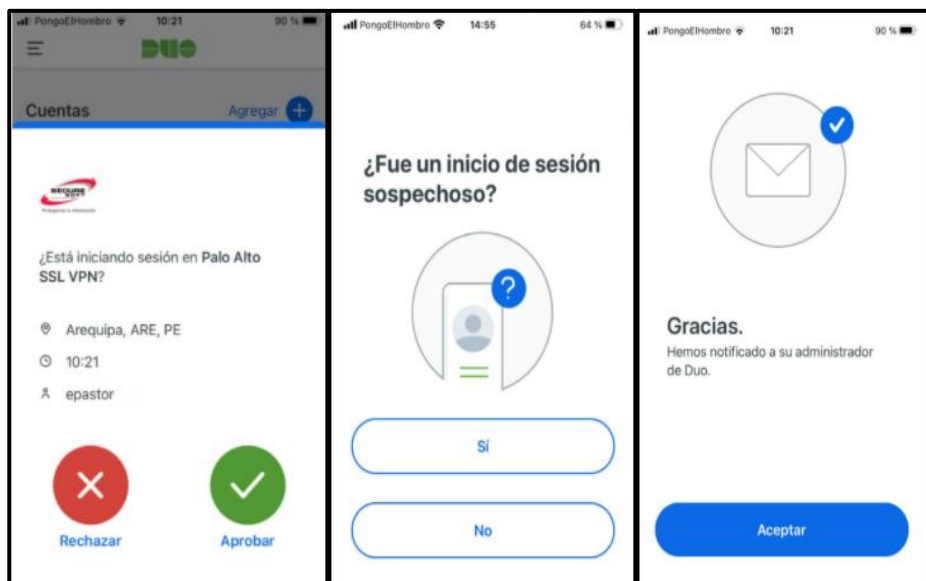 PongoElHombro 10:21 90 %
DUO
Cuentas Agregar
SECURE SOFT
¿Está iniciando sesión en Palo Alto
SSL VPN?
Arequipa, ARE, PE
10:21
epastor
Rechazar Aprobar
PongoElHombro 14:55 64 %
¿Fue un inicio de sesión
sospechoso?
?
Sí
No
PongoElHombro 10:21 90 %
Gracias.
Hemos notificado a su administrador
de Duo.
Aceptar